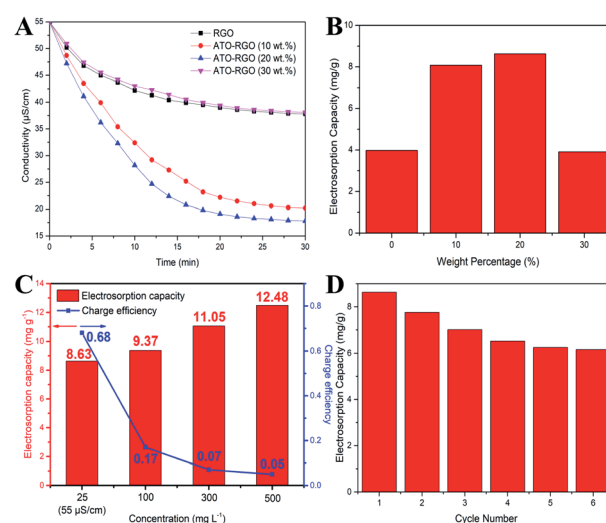 A
RGO
ATO-RGO (10 wt.%)
ATO-RGO (20 wt.%)
ATO-RGO (30 wt.%)
Conductivity µS/cm)
55
50
45
40
35
30
25
20
15
0 5 10 15 20 25 30
Time (min)
B
Electrosorption Capacity (mg/g)
10
8
6
4
2
0
0 10 20 30
Weight Percentage (%)
C
Electrosorption capacity
Charge efficiency
Electrosorption capacity (mg g⁻¹)
14
12
10
8
6
4
2
0
8.63
9.37
11.05
12.48
0.68
0.17
0.07
0.05
0.8
0.6
0.4
0.2
0.0
Charge efficiency
25 100 300 500
(55 µS/cm)
Concentration (mg L⁻¹)
D
Electrosorption Capacity (mg/g)
8
6
4
2
0
1 2 3 4 5 6
Cycle Number